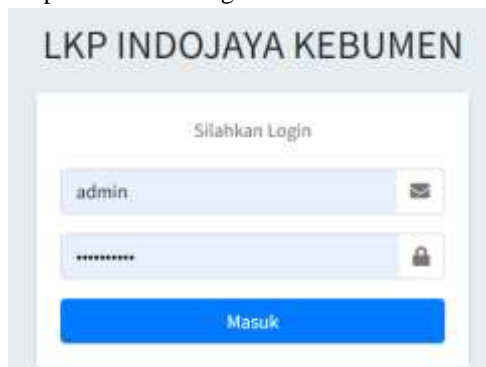 LKP INDOJAYA KEBUMEN
Silahkan Login
admin
••••••••••
Masuk